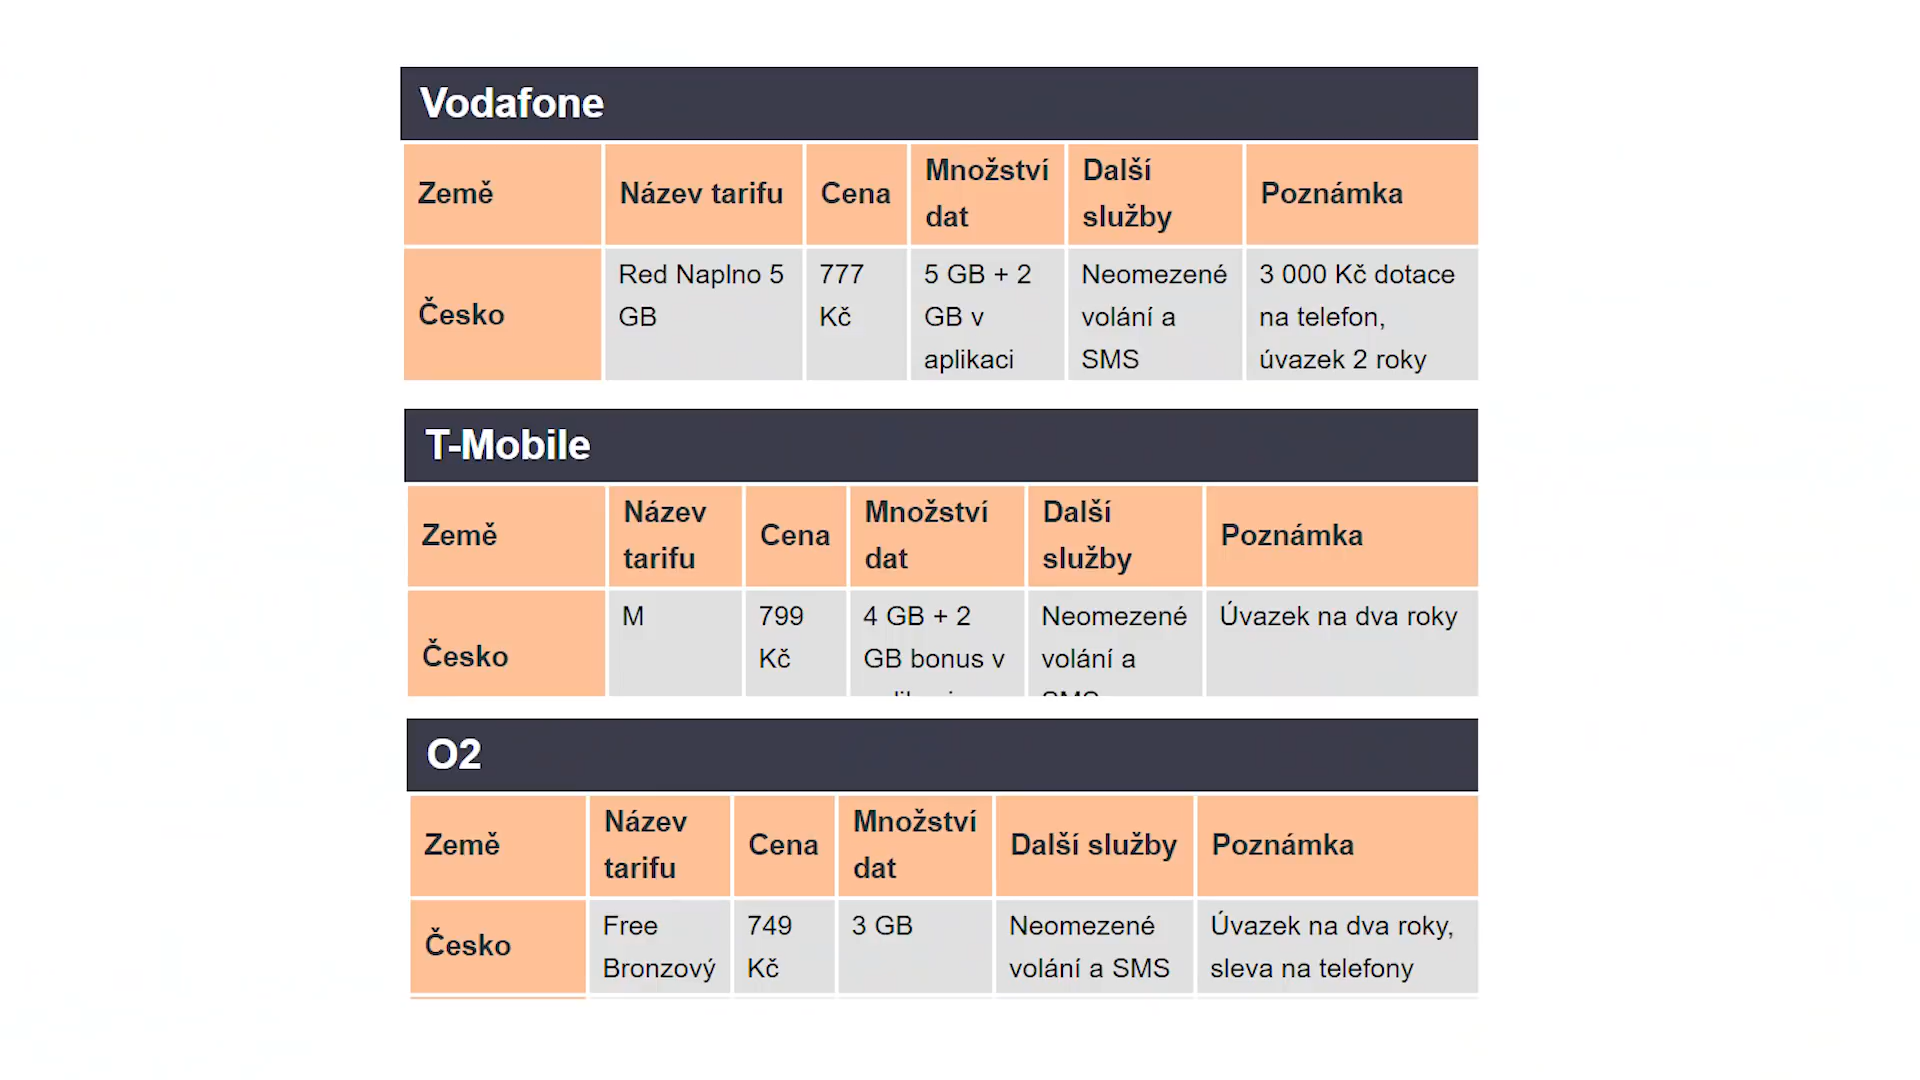 Vodafone
Země Název tarifu Cena Množství dat Další služby Poznámka
Česko
Red Naplno 5
GB
777
Kč
5 GB + 2
GB v
aplikaci
Neomezené
volání a
SMS
3 000 Kč dotace
na telefon,
úvazek 2 roky
T-Mobile
Země
Název
tarifu
Cena
Množství
dat
Další
služby
Poznámka
Česko
M
799
Kč
4 GB + 2
GB bonus v
Neomezené
volání a
Úvazek na dva roky
O2
Země
Název
tarifu
Cena
Množství
dat
Další služby
Poznámka
Česko
Free
Bronzový
749
Kč
3 GB
Neomezené
volání a SMS
Úvazek na dva roky,
sleva na telefony